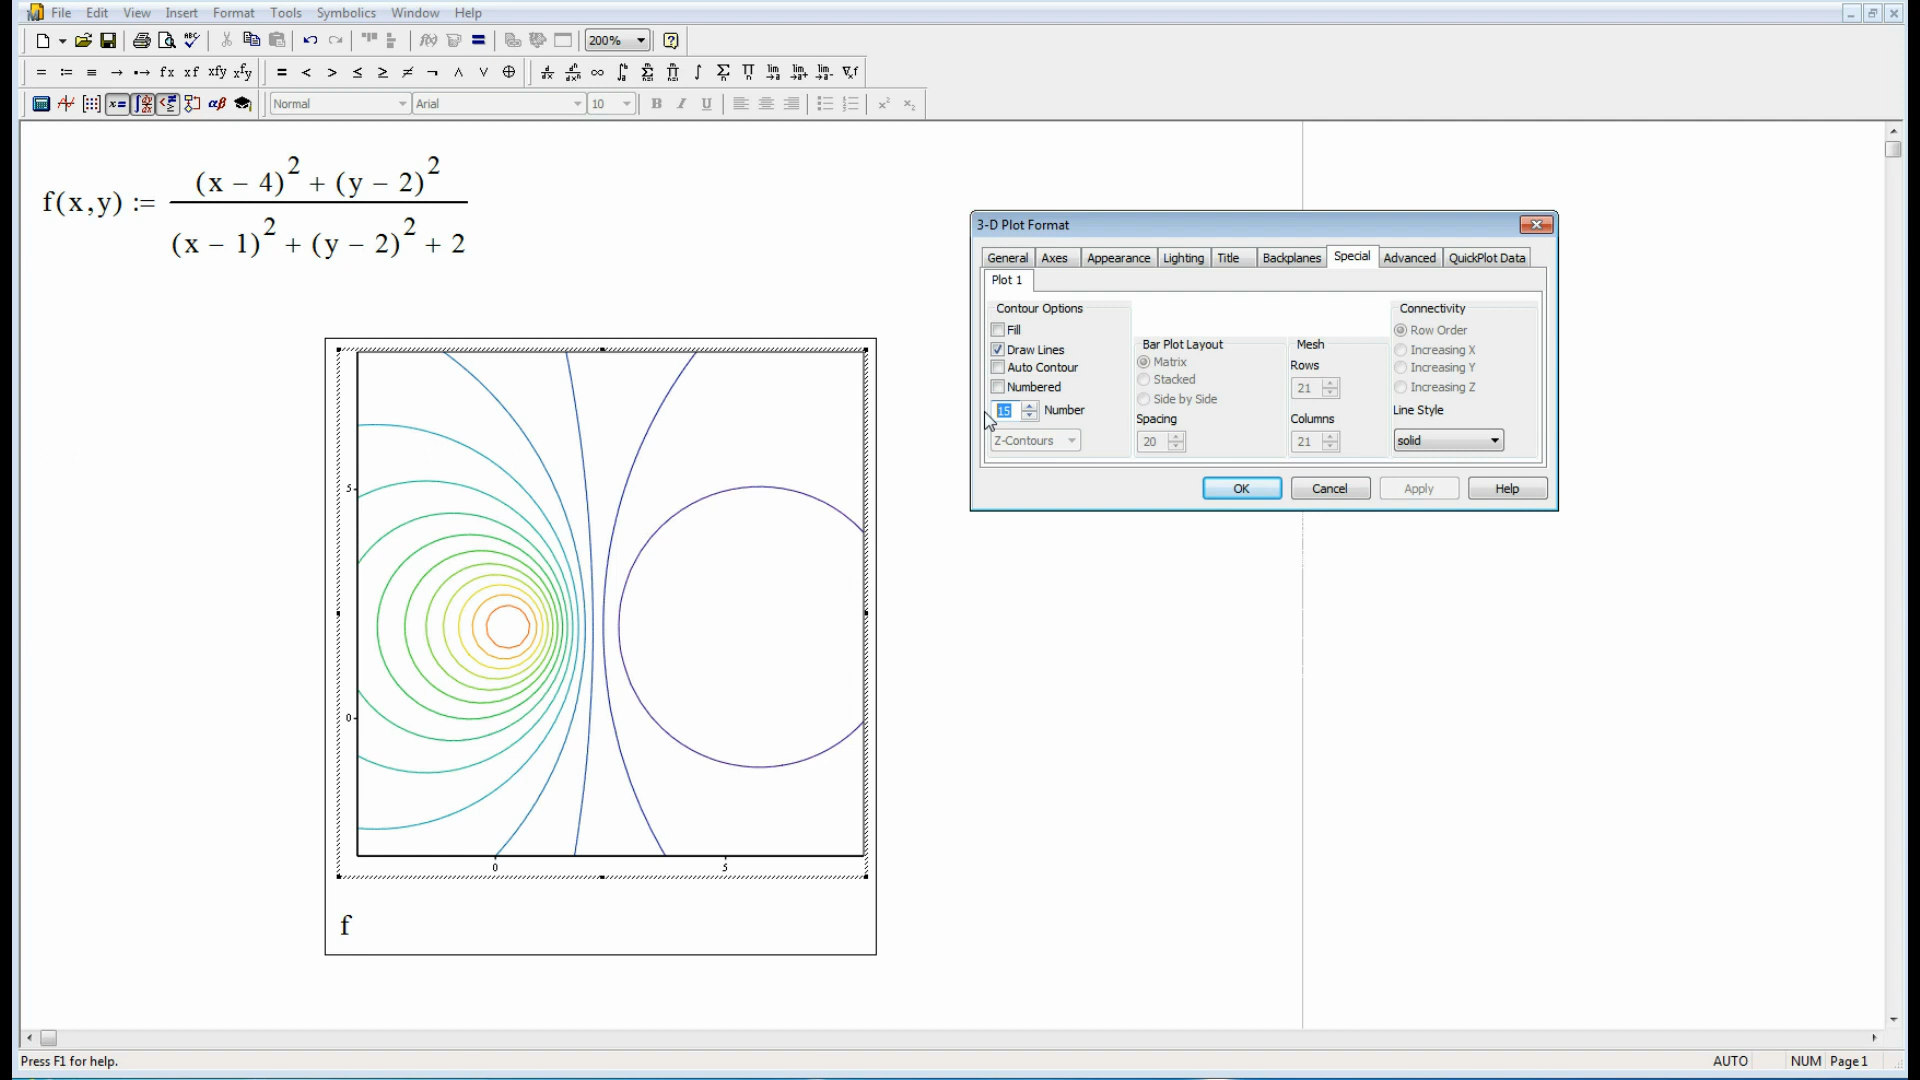 File Edit View Insert Format Tools Symbolics Window Help
200%
Normal Arial 10 B I U
f(x,y) := ((x − 4)² + (y − 2)²) / ((x − 1)² + (y − 2)² + 2)
3-D Plot Format
General Axes Appearance Lighting Title Backplanes Special Advanced QuickPlot Data
Plot 1
Contour Options
Fill
Draw Lines
Auto Contour
Numbered
15 Number
Z-Contours
Bar Plot Layout
Matrix
Stacked
Side by Side
Spacing
20
Mesh
Rows
21
Columns
21
Connectivity
Row Order
Increasing X
Increasing Y
Increasing Z
Line Style
solid
OK Cancel Apply Help
5
0
0 5
f
Press F1 for help.
AUTO NUM Page 1